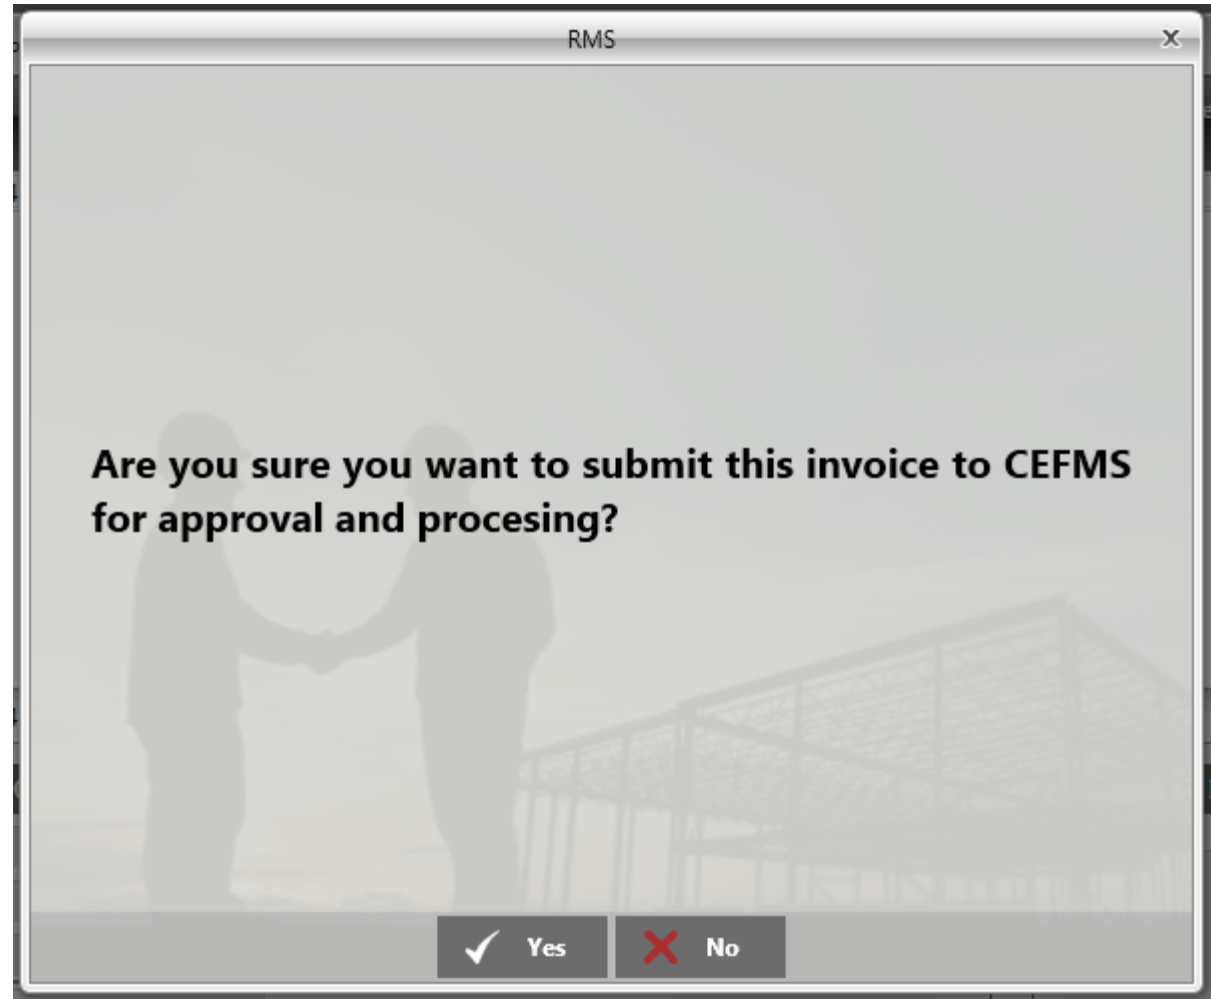 RMS
Are you sure you want to submit this invoice to CEFMS
for approval and procesing?
Yes
No